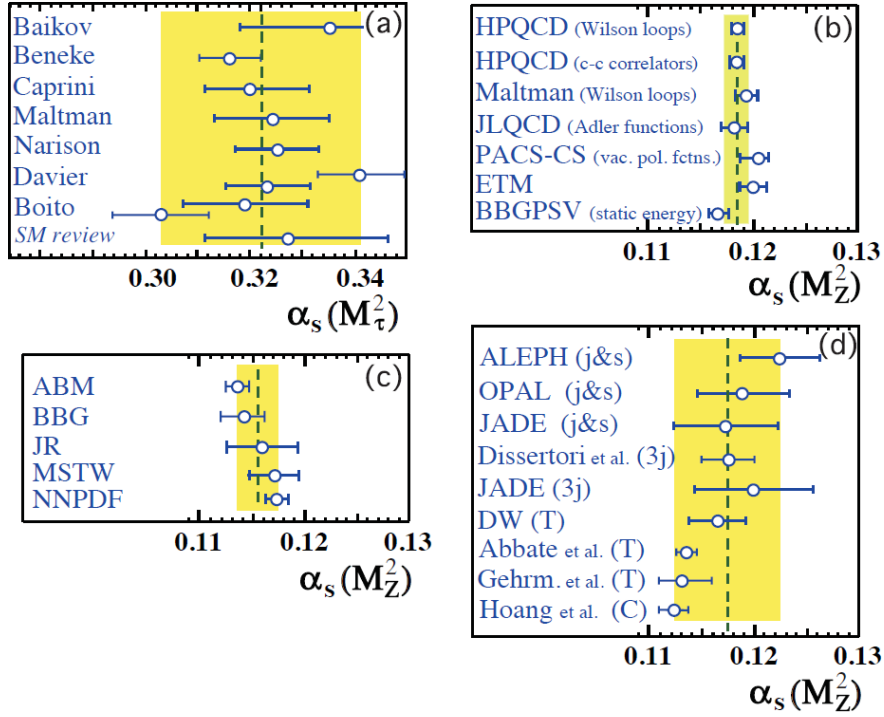 (a)
Baikov
Beneke
Caprini
Maltman
Narison
Davier
Boito
SM review
0.30 0.32 0.34
αs(M²τ)
(b)
HPQCD (Wilson loops)
HPQCD (c-c correlators)
Maltman (Wilson loops)
JLQCD (Adler functions)
PACS-CS (vac. pol. fctns.)
ETM
BBGPSV (static energy)
0.11 0.12 0.13
αs(M²Z)
(c)
ABM
BBG
JR
MSTW
NNPDF
0.11 0.12 0.13
αs(M²Z)
(d)
ALEPH (j&s)
OPAL (j&s)
JADE (j&s)
Dissertori et al. (3j)
JADE (3j)
DW (T)
Abbate et al. (T)
Gehrm. et al. (T)
Hoang et al. (C)
0.11 0.12 0.13
αs(M²Z)